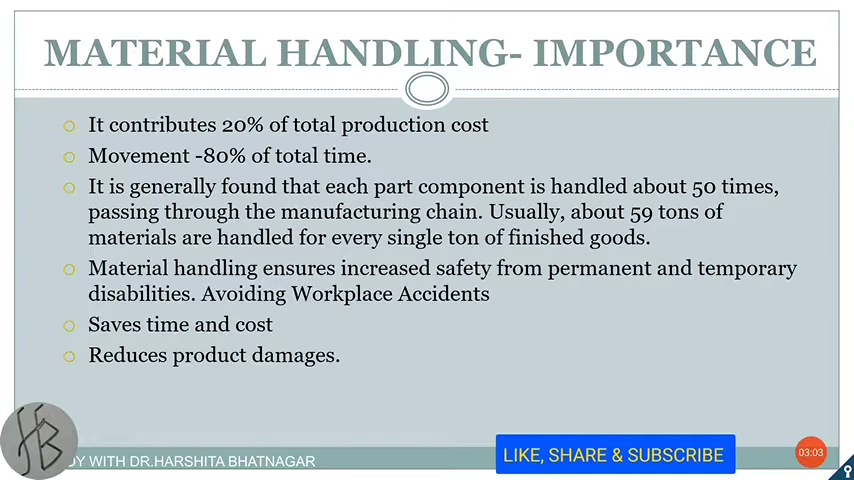 MATERIAL HANDLING- IMPORTANCE
It contributes 20% of total production cost
Movement -80% of total time.
It is generally found that each part component is handled about 50 times,
passing through the manufacturing chain. Usually, about 59 tons of
materials are handled for every single ton of finished goods.
Material handling ensures increased safety from permanent and temporary
disabilities. Avoiding Workplace Accidents
Saves time and cost
Reduces product damages.
HB
DY WITH DR.HARSHITA BHATNAGAR
LIKE, SHARE & SUBSCRIBE
03:03